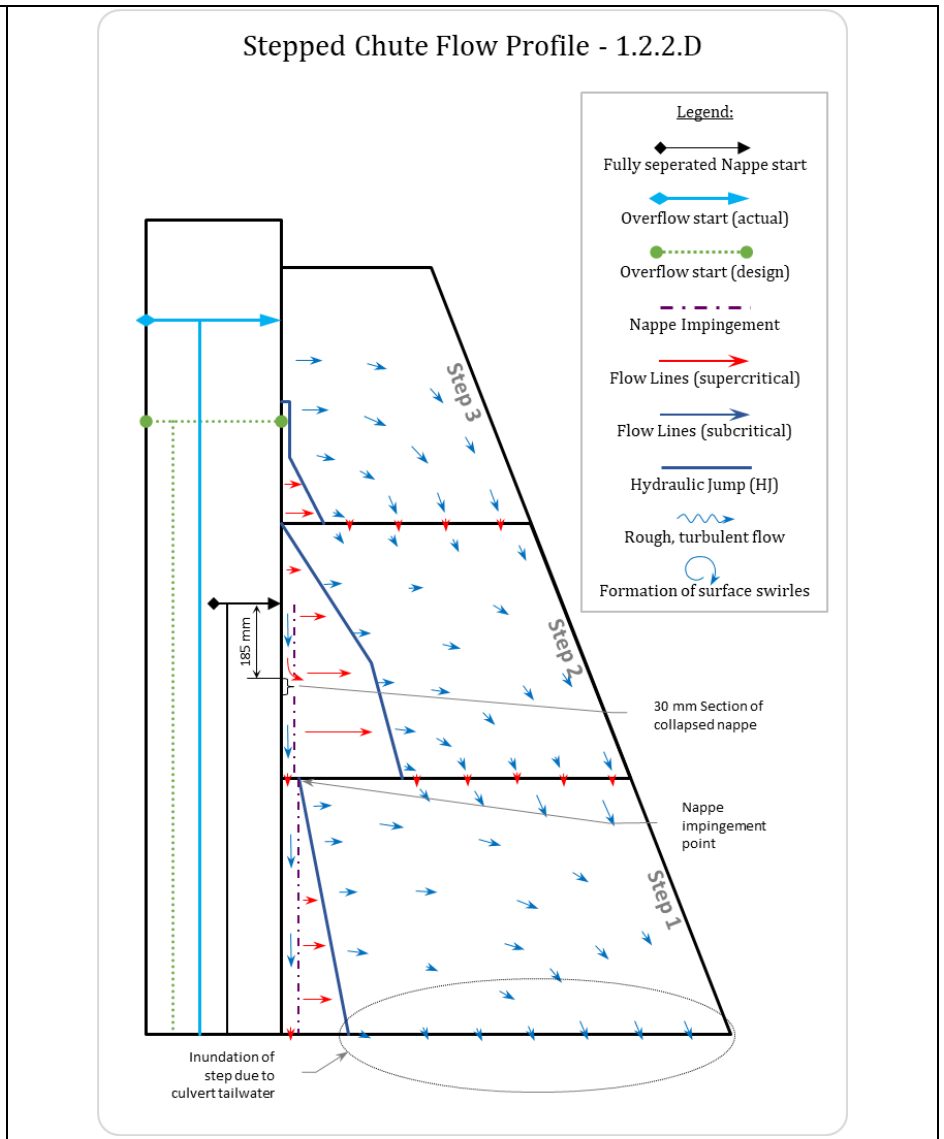 Stepped Chute Flow Profile - 1.2.2.D
Legend:
Fully seperated Nappe start
Overflow start (actual)
Overflow start (design)
Nappe Impingement
Flow Lines (supercritical)
Flow Lines (subcritical)
Hydraulic Jump (HJ)
Rough, turbulent flow
Formation of surface swirles
Step 3
Step 2
185 mm
30 mm Section of
collapsed nappe
Nappe
impingement
point
Step 1
Inundation of
step due to
culvert tailwater